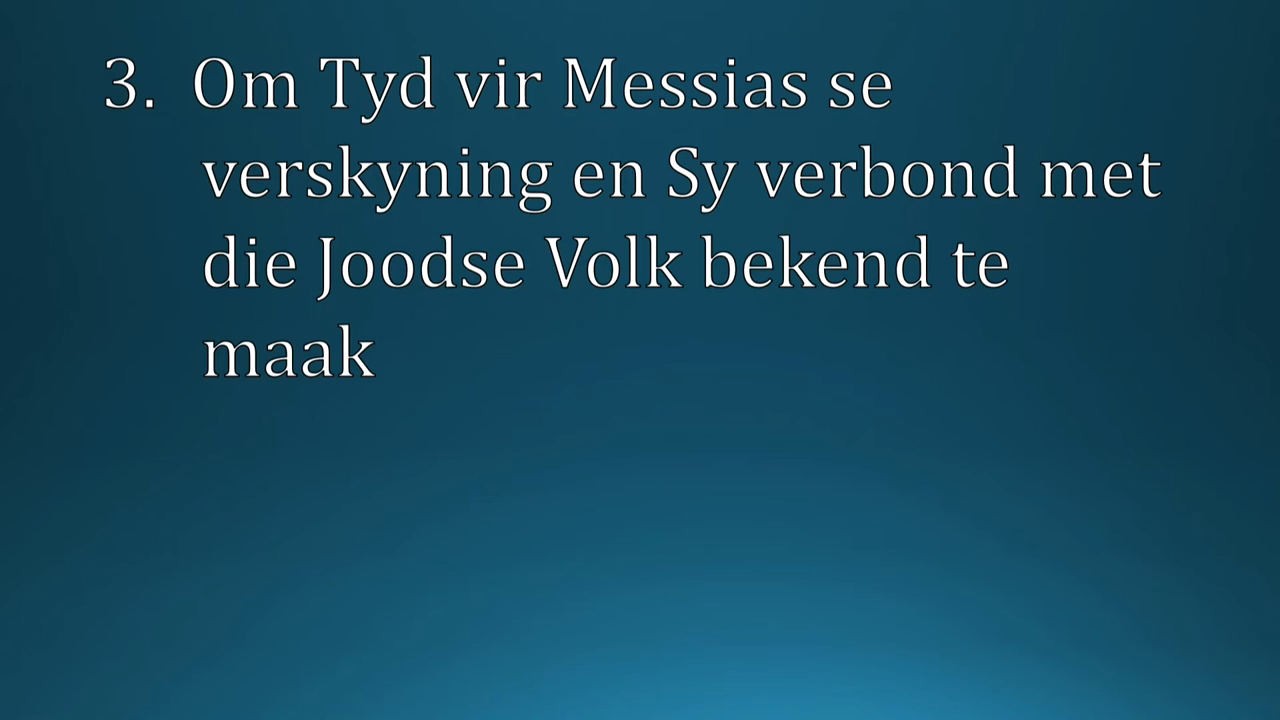 3. Om Tyd vir Messias se
verskyning en Sy verbond met
die Joodse Volk bekend te
maak